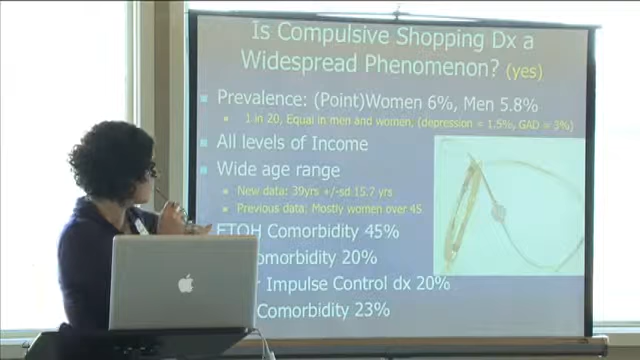 Is Compulsive Shopping Dx a
Widespread Phenomenon? (yes)
Prevalence: (Point)Women 6%, Men 5.8%
1 in 20, Equal in men and women, (depression = 1.5%, GAD = 3%)
All levels of Income
Wide age range
New data: 39yrs +/-sd 15.7 yrs
Previous data: Mostly women over 45
ETOH Comorbidity 45%
omorbidity 20%
r Impulse Control dx 20%
Comorbidity 23%